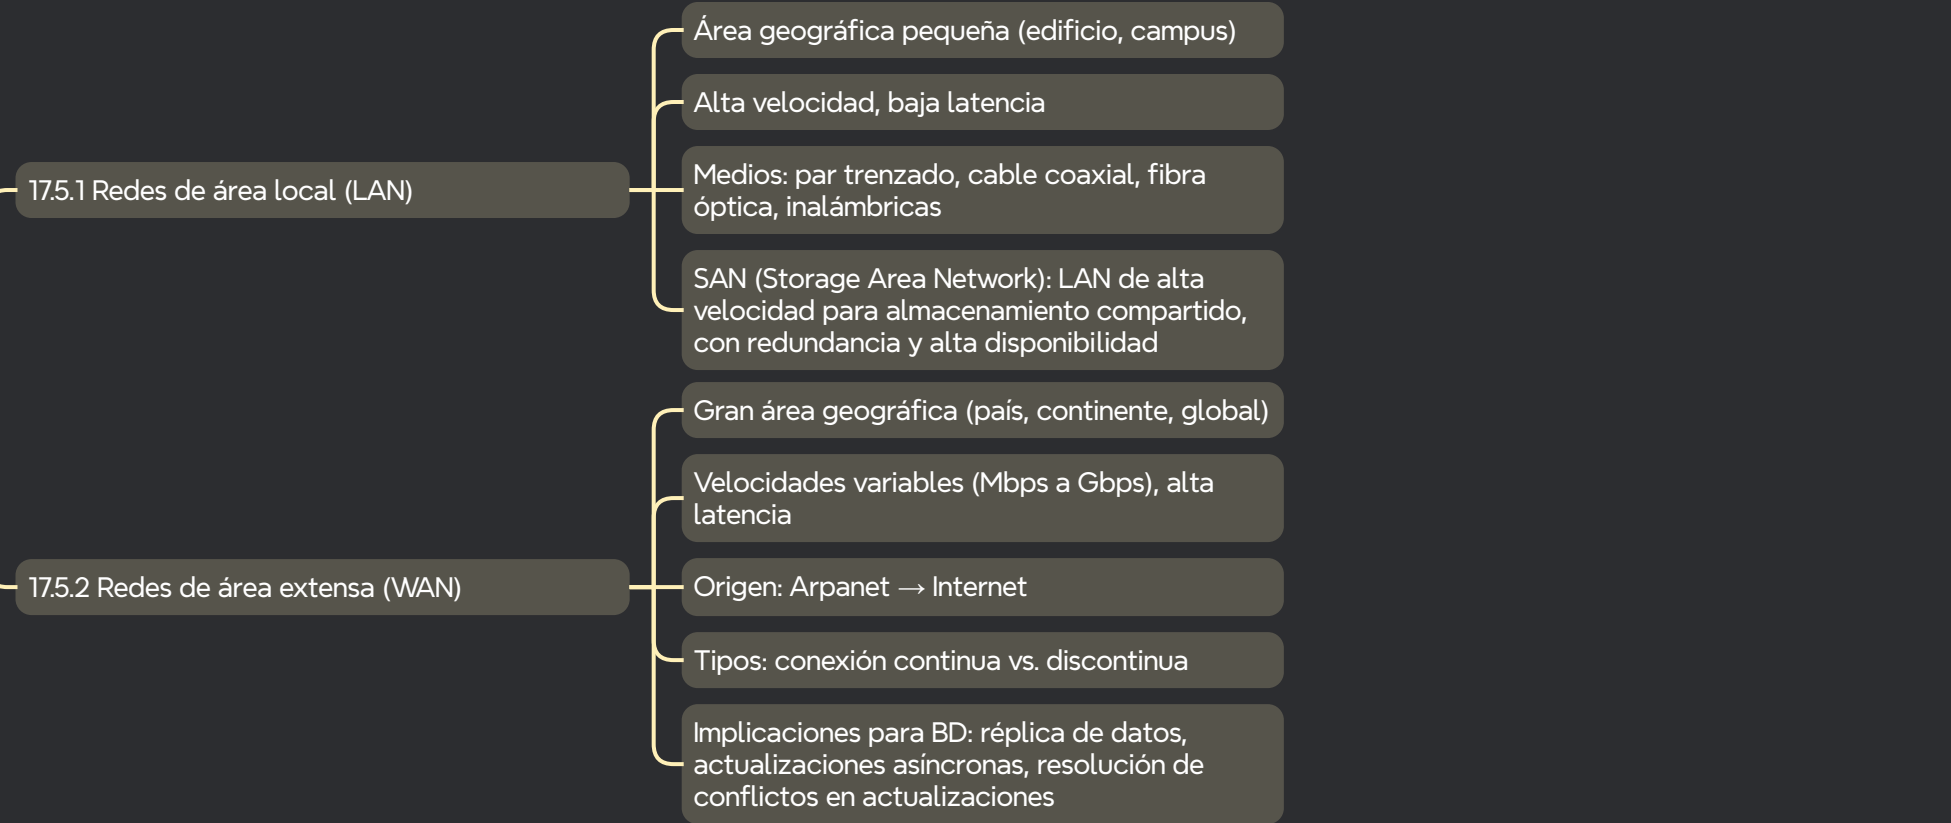 17.5.1 Redes de área local (LAN)
Área geográfica pequeña (edificio, campus)
Alta velocidad, baja latencia
Medios: par trenzado, cable coaxial, fibra
óptica, inalámbricas
SAN (Storage Area Network): LAN de alta
velocidad para almacenamiento compartido,
con redundancia y alta disponibilidad
17.5.2 Redes de área extensa (WAN)
Gran área geográfica (país, continente, global)
Velocidades variables (Mbps a Gbps), alta
latencia
Origen: Arpanet → Internet
Tipos: conexión continua vs. discontinua
Implicaciones para BD: réplica de datos,
actualizaciones asíncronas, resolución de
conflictos en actualizaciones